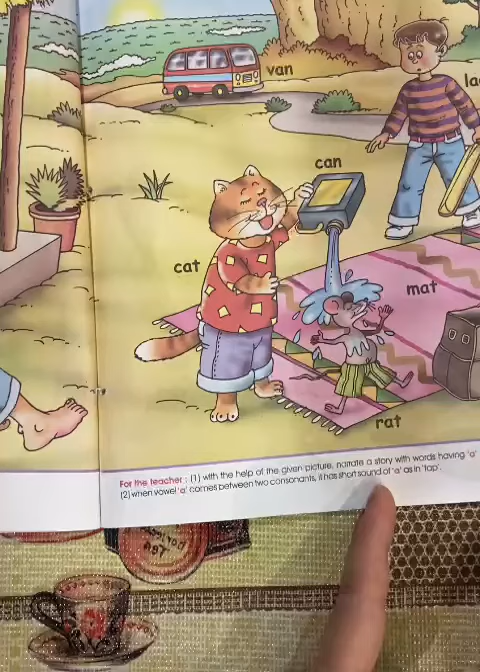 van
la
can
cat
mat
rat
For the teacher : (1) with the help of the given picture, narrate a story with words having 'a'
(2) when vowel 'a' comes between two consonants, it has short sound of 'a' as in 'tap'.